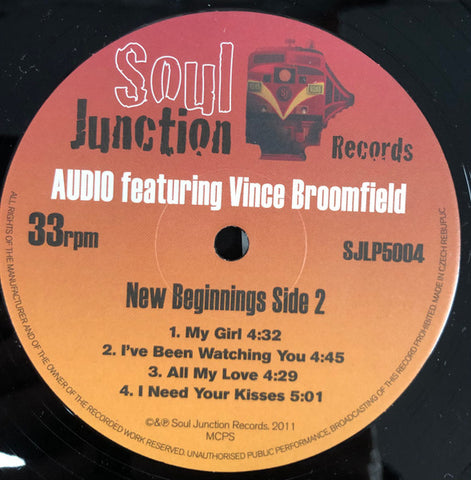 Soul
Junction
Records
AUDIO featuring Vince Broomfield
33rpm
SJLP5004
New Beginnings Side 2
1. My Girl 4:32
2. I've Been Watching You 4:45
3. All My Love 4:29
4. I Need Your Kisses 5:01
©&℗ Soul Junction Records. 2011
MCPS
ALL RIGHTS OF THE MANUFACTURER AND OF THE OWNER OF THE RECORDED WORK RESERVED. UNAUTHORISED PUBLIC PERFORMANCE, BROADCASTING OF THIS RECORD PROHIBITED. MADE IN CZECH REBUPUC